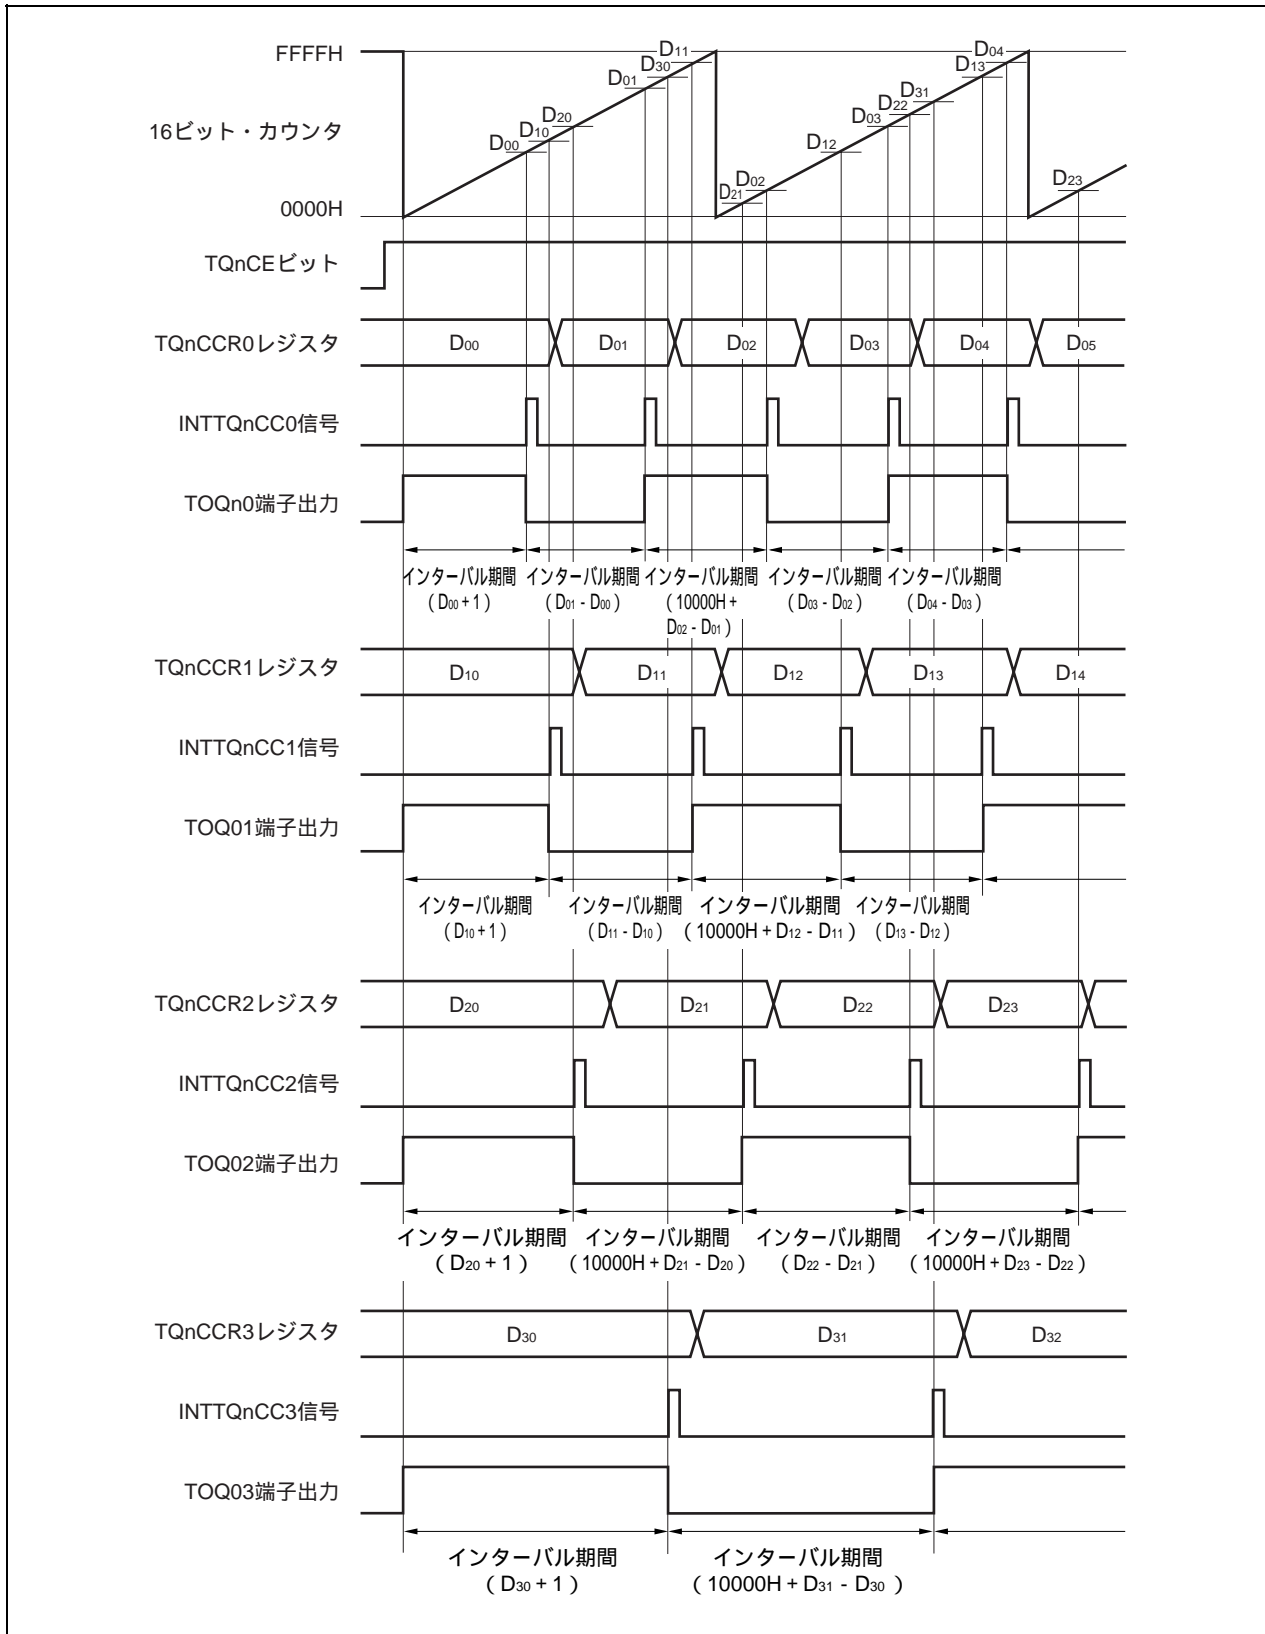 FFFFH
16ビット・カウンタ
0000H
D00
D10
D20
D01
D30
D11
D21
D02
D12
D03
D22
D31
D13
D04
D23
TQnCEビット
TQnCCR0レジスタ
D00
D01
D02
D03
D04
D05
INTTQnCC0信号
TOQn0端子出力
インターバル期間
(D00 + 1)
インターバル期間
(D01 - D00)
インターバル期間
(10000H +
D02 - D01)
インターバル期間
(D03 - D02)
インターバル期間
(D04 - D03)
TQnCCR1レジスタ
D10
D11
D12
D13
D14
INTTQnCC1信号
TOQ01端子出力
インターバル期間
(D10 + 1)
インターバル期間
(D11 - D10)
インターバル期間
(10000H + D12 - D11)
インターバル期間
(D13 - D12)
TQnCCR2レジスタ
D20
D21
D22
D23
INTTQnCC2信号
TOQ02端子出力
インターバル期間
(D20 + 1)
インターバル期間
(10000H + D21 - D20)
インターバル期間
(D22 - D21)
インターバル期間
(10000H + D23 - D22)
TQnCCR3レジスタ
D30
D31
D32
INTTQnCC3信号
TOQ03端子出力
インターバル期間
(D30 + 1)
インターバル期間
(10000H + D31 - D30)